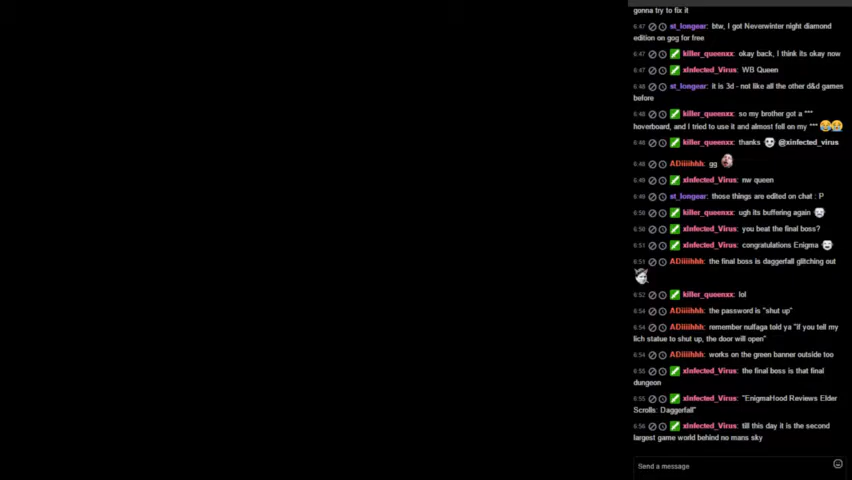 gonna try to fix it
6:47 st_longear: btw, I got Neverwinter night diamond
edition on gog for free
6:47 killer_queenxx: okay back, I think its okay now
6:47 xInfected_Virus: WB Queen
6:48 st_longear: it is 3d - not like all the other d&d games
before
6:48 killer_queenxx: so my brother got a ***
hoverboard, and I tried to use it and almost fell on my ***
6:48 killer_queenxx: thanks @xinfected_virus
6:48 ADiiiihhh: gg
6:49 xInfected_Virus: nw queen
6:49 st_longear: those things are edited on chat : P
6:50 killer_queenxx: ugh its buffering again
6:50 xInfected_Virus: you beat the final boss?
6:51 xInfected_Virus: congratulations Enigma
6:51 ADiiiihhh: the final boss is daggerfall glitching out
6:52 killer_queenxx: lol
6:54 ADiiiihhh: the password is "shut up"
6:54 ADiiiihhh: remember nulfaga told ya "if you tell my
lich statue to shut up, the door will open"
6:54 ADiiiihhh: works on the green banner outside too
6:55 xInfected_Virus: the final boss is that final
dungeon
6:55 xInfected_Virus: "EnigmaHood Reviews Elder
Scrolls: Daggerfall"
6:56 xInfected_Virus: till this day it is the second
largest game world behind no mans sky
Send a message